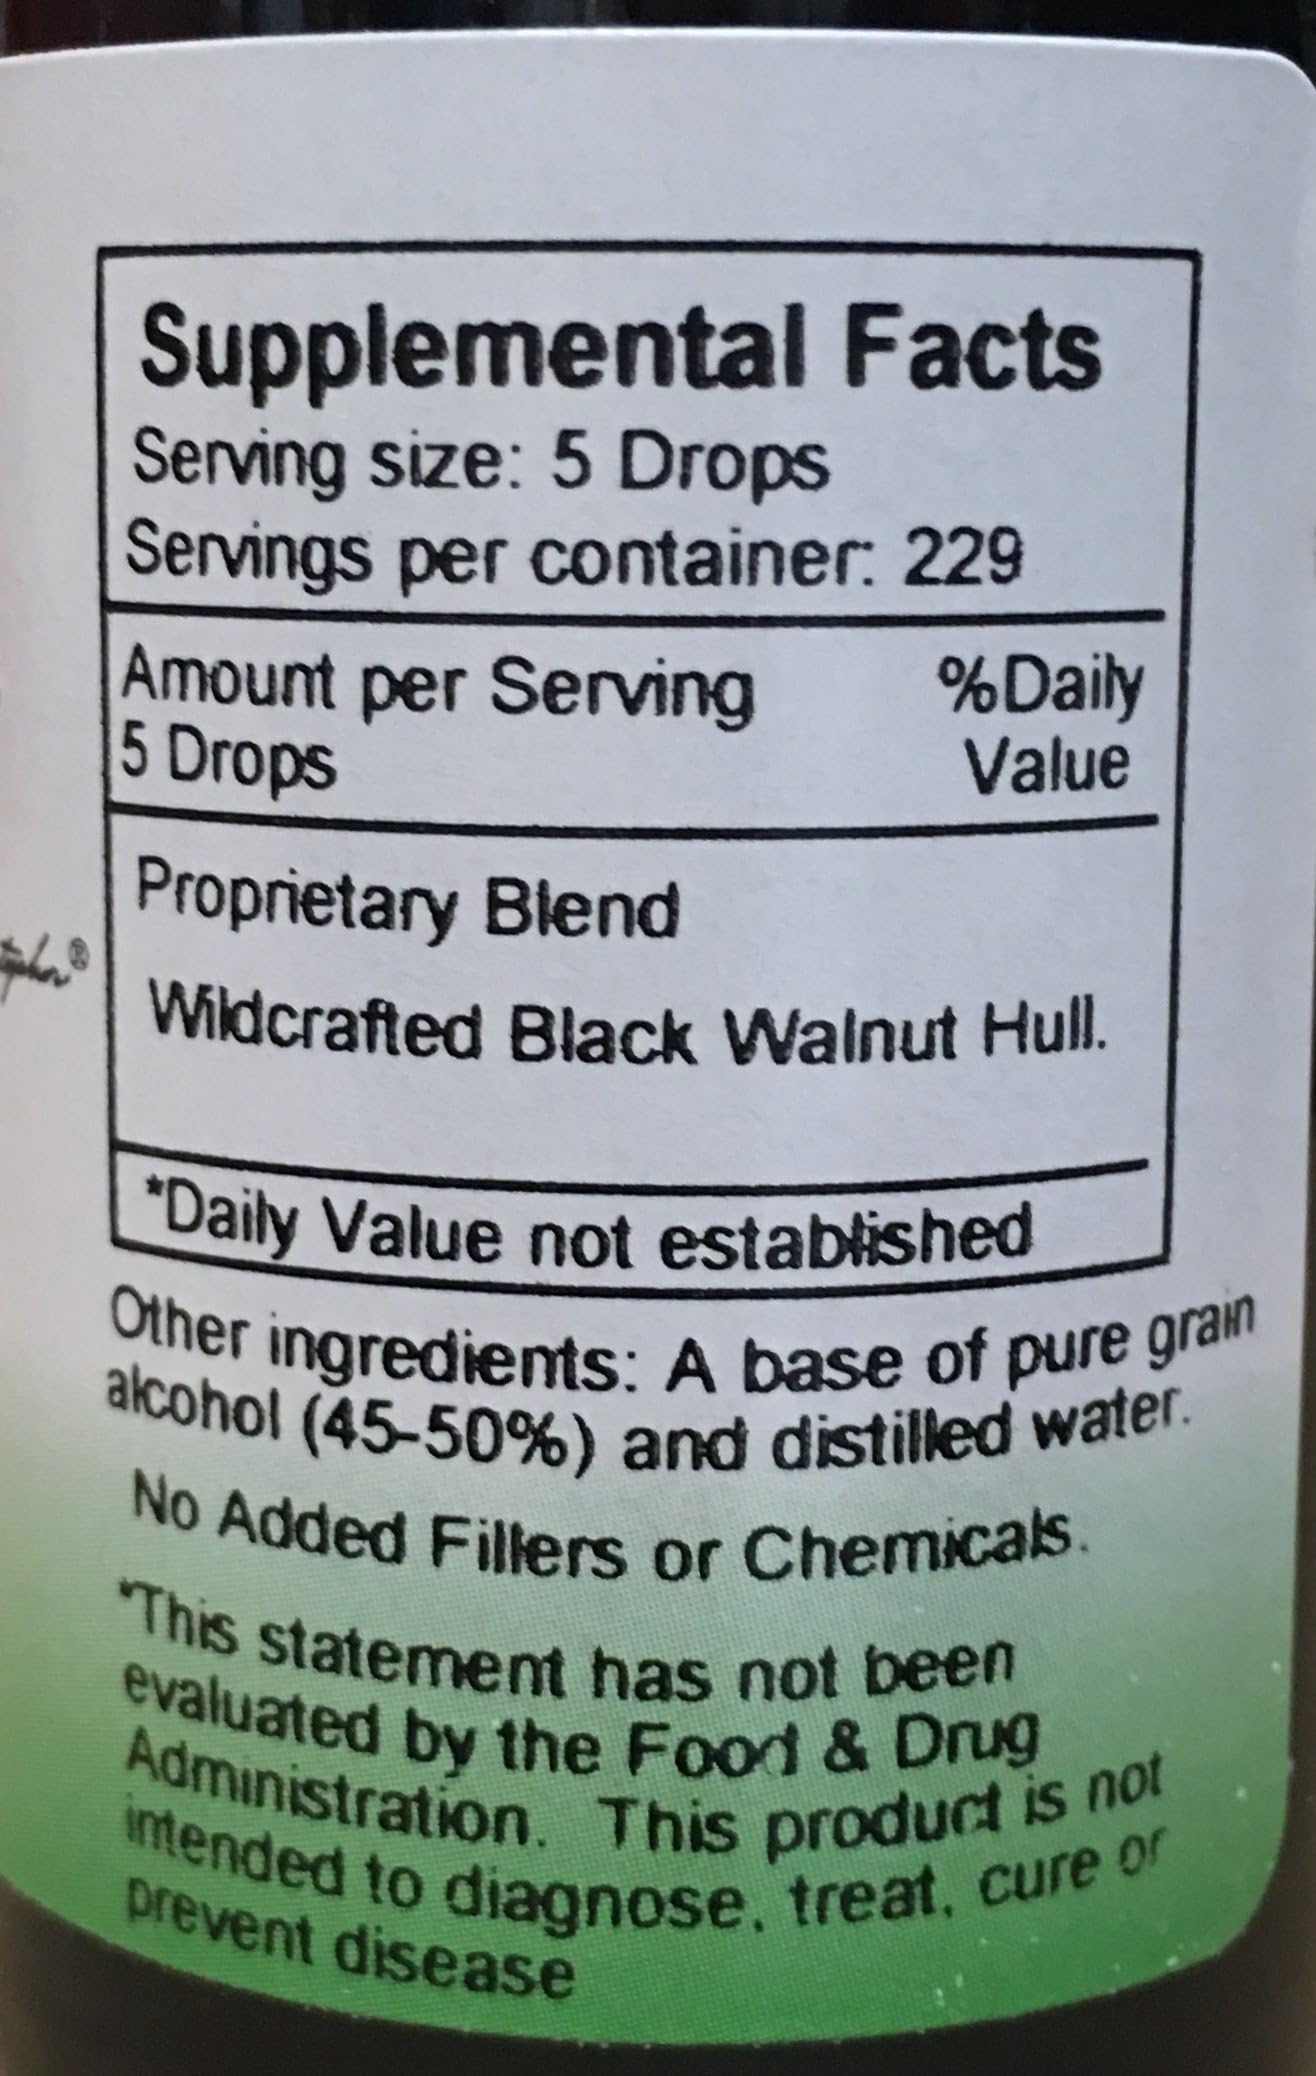 Supplemental Facts
Serving size: 5 Drops
Servings per container: 229
Amount per Serving %Daily
5 Drops Value
Proprietary Blend
®
Wildcrafted Black Walnut Hull.
*Daily Value not established
Other ingredients: A base of pure grain
alcohol (45-50%) and distilled water.
No Added Fillers or Chemicals.
*This statement has not been
evaluated by the Food & Drug
Administration. This product is not
intended to diagnose, treat, cure or
prevent disease